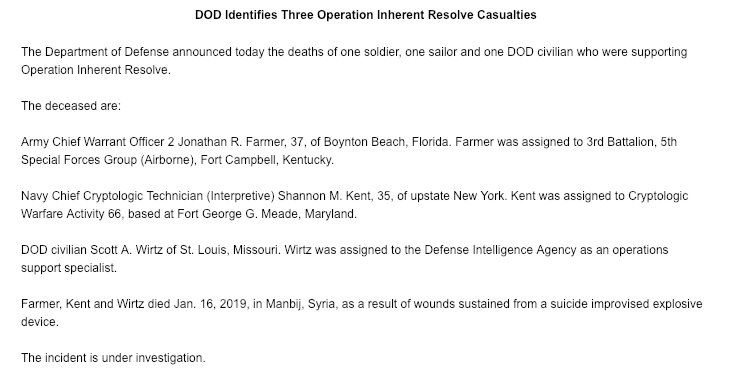 DOD Identifies Three Operation Inherent Resolve Casualties
The Department of Defense announced today the deaths of one soldier, one sailor and one DOD civilian who were supporting
Operation Inherent Resolve.
The deceased are:
Army Chief Warrant Officer 2 Jonathan R. Farmer, 37, of Boynton Beach, Florida. Farmer was assigned to 3rd Battalion, 5th
Special Forces Group (Airborne), Fort Campbell, Kentucky.
Navy Chief Cryptologic Technician (Interpretive) Shannon M. Kent, 35, of upstate New York. Kent was assigned to Cryptologic
Warfare Activity 66, based at Fort George G. Meade, Maryland.
DOD civilian Scott A. Wirtz of St. Louis, Missouri. Wirtz was assigned to the Defense Intelligence Agency as an operations
support specialist.
Farmer, Kent and Wirtz died Jan. 16, 2019, in Manbij, Syria, as a result of wounds sustained from a suicide improvised explosive
device.
The incident is under investigation.